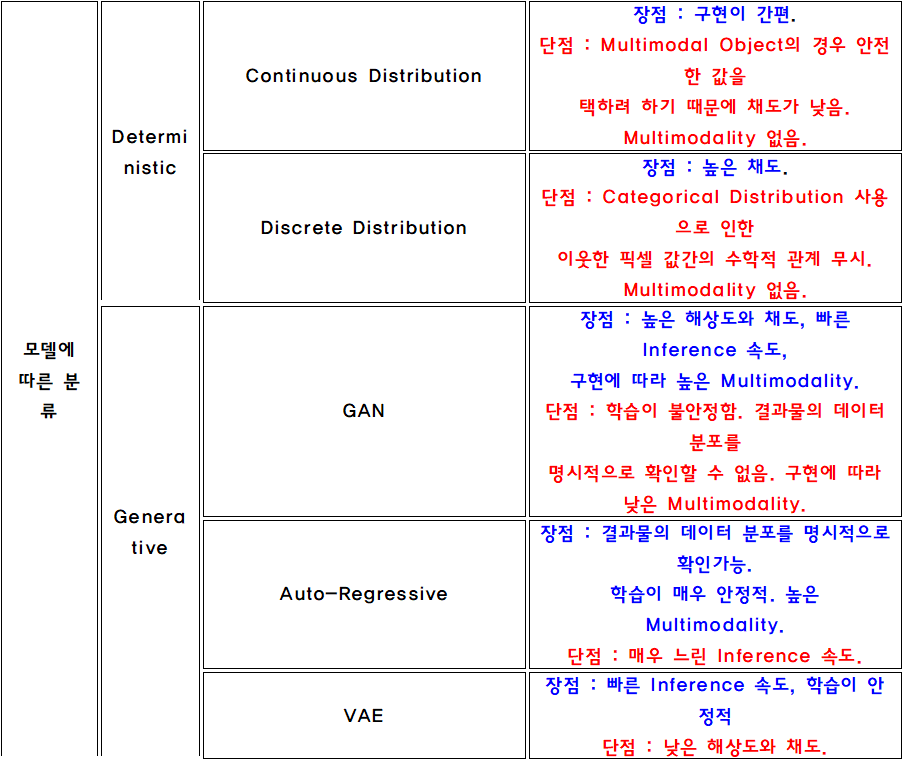 모델에
따른 분
류
Determi
nistic
Continuous Distribution
장점 : 구현이 간편.
단점 : Multimodal Object의 경우 안전
한 값을
택하려 하기 때문에 채도가 낮음.
Multimodality 없음.
Discrete Distribution
장점 : 높은 채도.
단점 : Categorical Distribution 사용
으로 인한
이웃한 픽셀 값간의 수학적 관계 무시.
Multimodality 없음.
Genera
tive
GAN
장점 : 높은 해상도와 채도, 빠른
Inference 속도,
구현에 따라 높은 Multimodality.
단점 : 학습이 불안정함. 결과물의 데이터
분포를
명시적으로 확인할 수 없음. 구현에 따라
낮은 Multimodality.
Auto-Regressive
장점 : 결과물의 데이터 분포를 명시적으로
확인가능.
학습이 매우 안정적. 높은
Multimodality.
단점 : 매우 느린 Inference 속도.
VAE
장점 : 빠른 Inference 속도, 학습이 안
정적
단점 : 낮은 해상도와 채도.